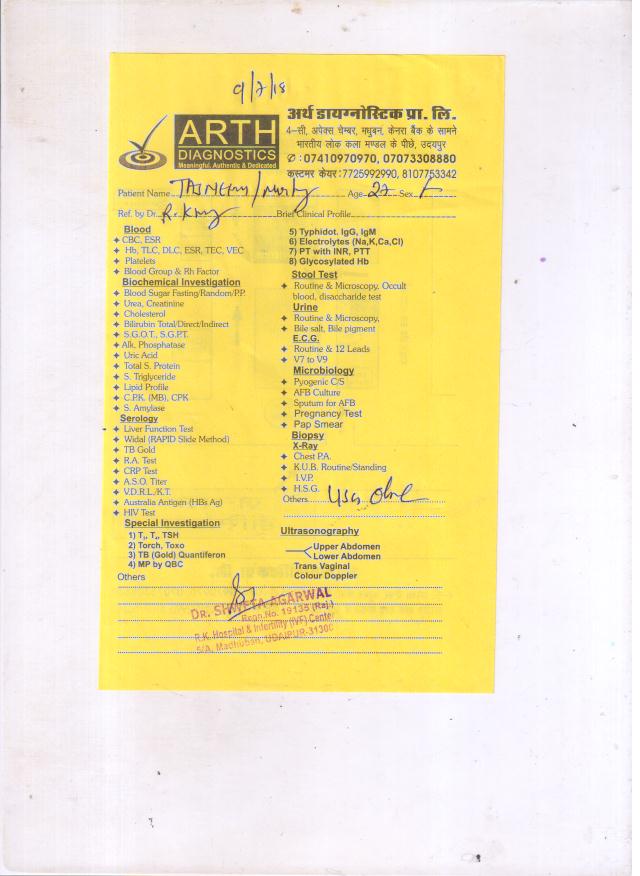 9/7/18
ARTH
DIAGNOSTICS
Meaningful, Authentic & Dedicated
अर्थ डायग्नोस्टिक प्रा. लि.
4–सी, अपेक्स चेम्बर, मधुबन, केनरा बैंक के सामने
भारतीय लोक कला मण्डल के पीछे, उदयपुर
✆ : 07410970970, 07073308880
कस्टमर केयर : 7725992990, 8107753342
Patient Name Age 27 Sex F
Ref. by Dr. R. Brief Clinical Profile
Blood
CBC, ESR
Hb, TLC, DLC, ESR, TEC, VEC
Platelets
Blood Group & Rh Factor
Biochemical Investigation
Blood Sugar Fasting/Random/P.P.
Urea, Creatinine
Cholesterol
Bilirubin Total/Direct/Indirect
S.G.O.T., S.G.P.T.
Alk. Phosphatase
Uric Acid
Total S. Protein
S. Triglyceride
Lipid Profile
C.P.K. (MB), CPK
S. Amylase
Serology
Liver Function Test
Widal (RAPID Slide Method)
TB Gold
R.A. Test
CRP Test
A.S.O. Titer
V.D.R.L./K.T.
Australia Antigen (HBs Ag)
HIV Test
Special Investigation
1) T₃, T₄, TSH
2) Torch, Toxo
3) TB (Gold) Quantiferon
4) MP by QBC
Others
5) Typhidot. IgG, IgM
6) Electrolytes (Na,K,Ca,Cl)
7) PT with INR, PTT
8) Glycosylated Hb
Stool Test
Routine & Microscopy, Occult
blood, disaccharide test
Urine
Routine & Microscopy,
Bile salt, Bile pigment
E.C.G.
Routine & 12 Leads
V7 to V9
Microbiology
Pyogenic C/S
AFB Culture
Sputum for AFB
Pregnancy Test
Pap Smear
Biopsy
X-Ray
Chest P.A.
K.U.B. Routine/Standing
I.V.P.
H.S.G.
Others USG Obs
Ultrasonography
Upper Abdomen
Lower Abdomen
Trans Vaginal
Colour Doppler
DR. SHWETA AGARWAL
Regn.No. 19135 (Raj.)
R.K. Hospital & Infertility (IVF) Center
5/A, Madhuban, UDAIPUR-31300